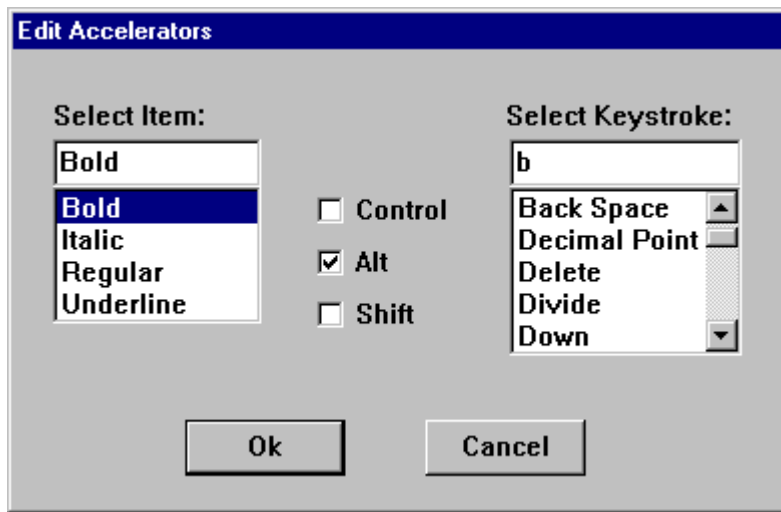 Edit Accelerators
Select Item:
Bold
Bold
Italic
Regular
Underline
Control
Alt
Shift
Select Keystroke:
b
Back Space
Decimal Point
Delete
Divide
Down
Ok
Cancel